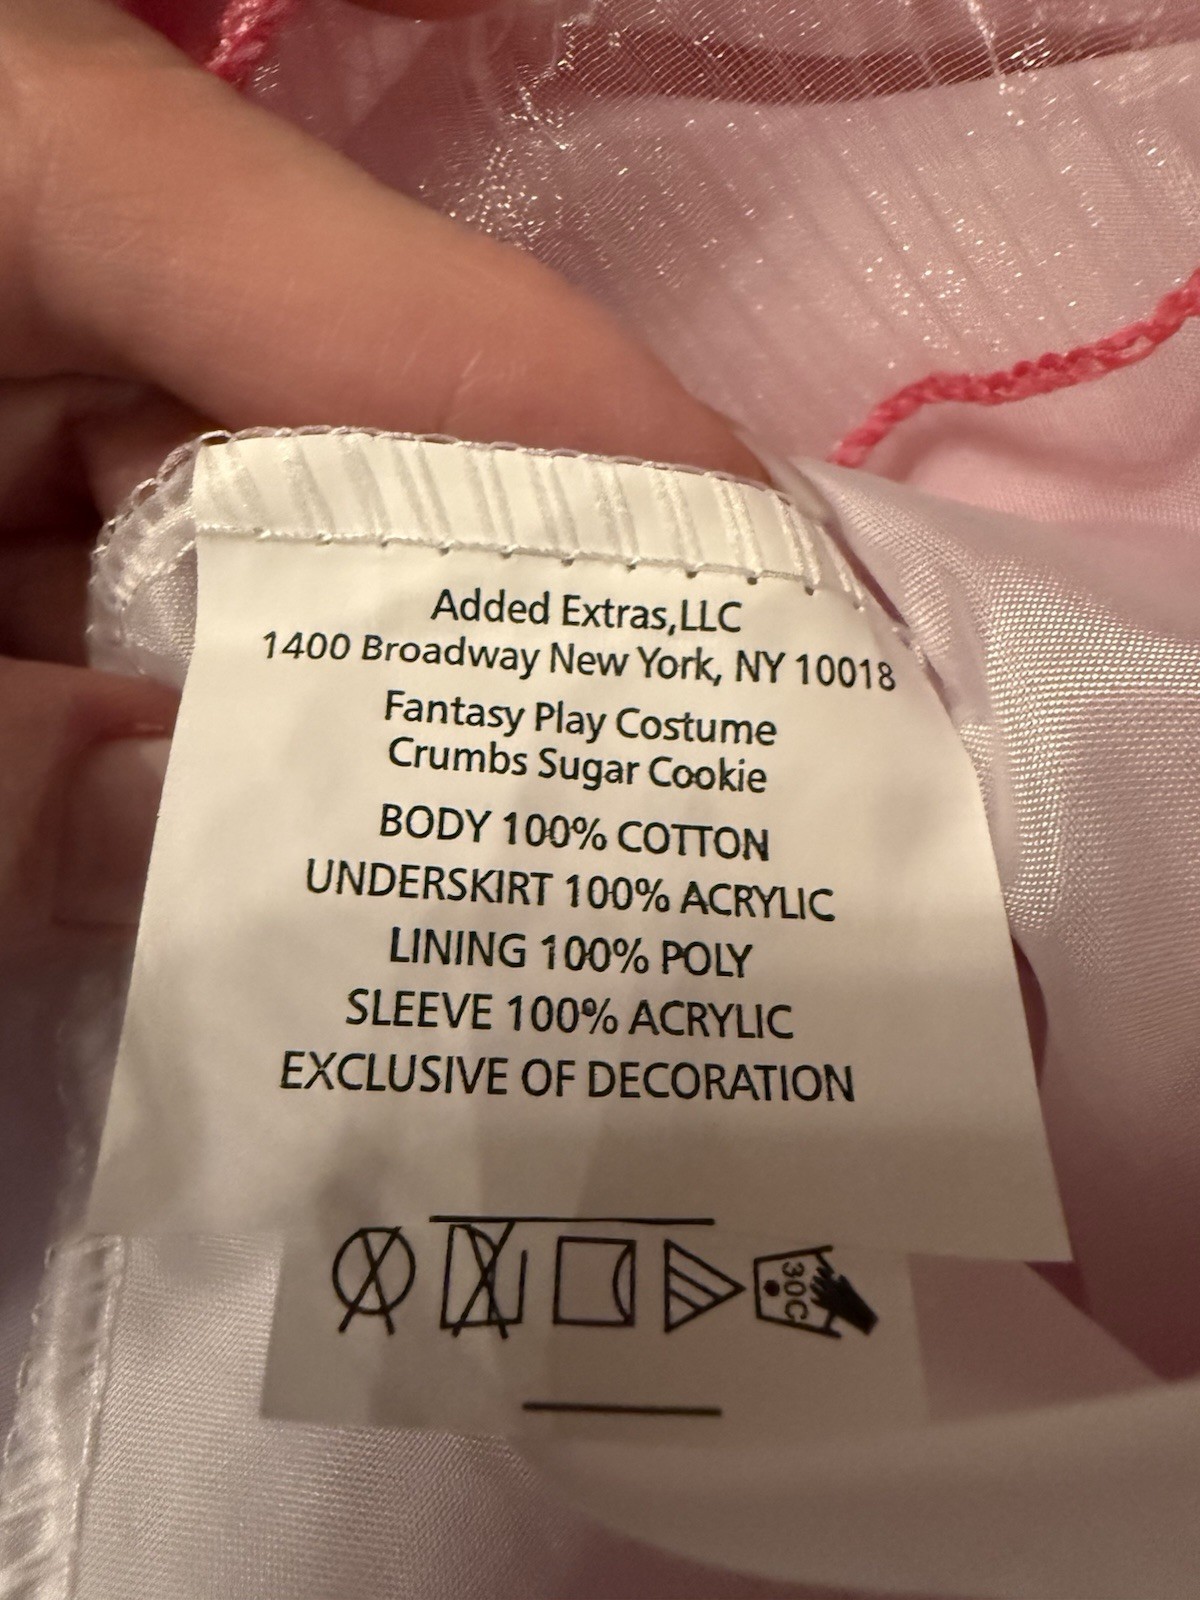 Added Extras,LLC
1400 Broadway New York, NY 10018
Fantasy Play Costume
Crumbs Sugar Cookie
BODY 100% COTTON
UNDERSKIRT 100% ACRYLIC
LINING 100% POLY
SLEEVE 100% ACRYLIC
EXCLUSIVE OF DECORATION
30C